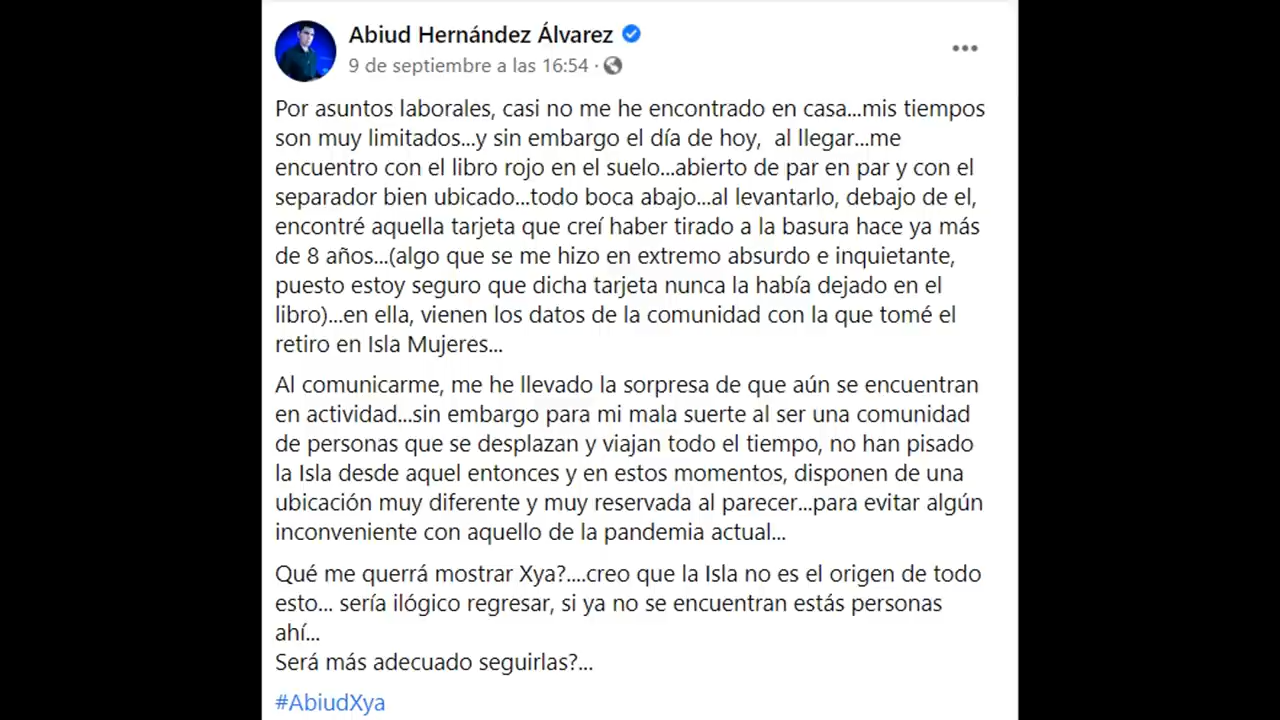 Abiud Hernández Álvarez
9 de septiembre a las 16:54 ·
Por asuntos laborales, casi no me he encontrado en casa...mis tiempos
son muy limitados...y sin embargo el día de hoy,  al llegar...me
encuentro con el libro rojo en el suelo...abierto de par en par y con el
separador bien ubicado...todo boca abajo...al levantarlo, debajo de el,
encontré aquella tarjeta que creí haber tirado a la basura hace ya más
de 8 años...(algo que se me hizo en extremo absurdo e inquietante,
puesto estoy seguro que dicha tarjeta nunca la había dejado en el
libro)...en ella, vienen los datos de la comunidad con la que tomé el
retiro en Isla Mujeres...
Al comunicarme, me he llevado la sorpresa de que aún se encuentran
en actividad...sin embargo para mi mala suerte al ser una comunidad
de personas que se desplazan y viajan todo el tiempo, no han pisado
la Isla desde aquel entonces y en estos momentos, disponen de una
ubicación muy diferente y muy reservada al parecer...para evitar algún
inconveniente con aquello de la pandemia actual...
Qué me querrá mostrar Xya?....creo que la Isla no es el origen de todo
esto... sería ilógico regresar, si ya no se encuentran estás personas
ahí...
Será más adecuado seguirlas?...
#AbiudXya